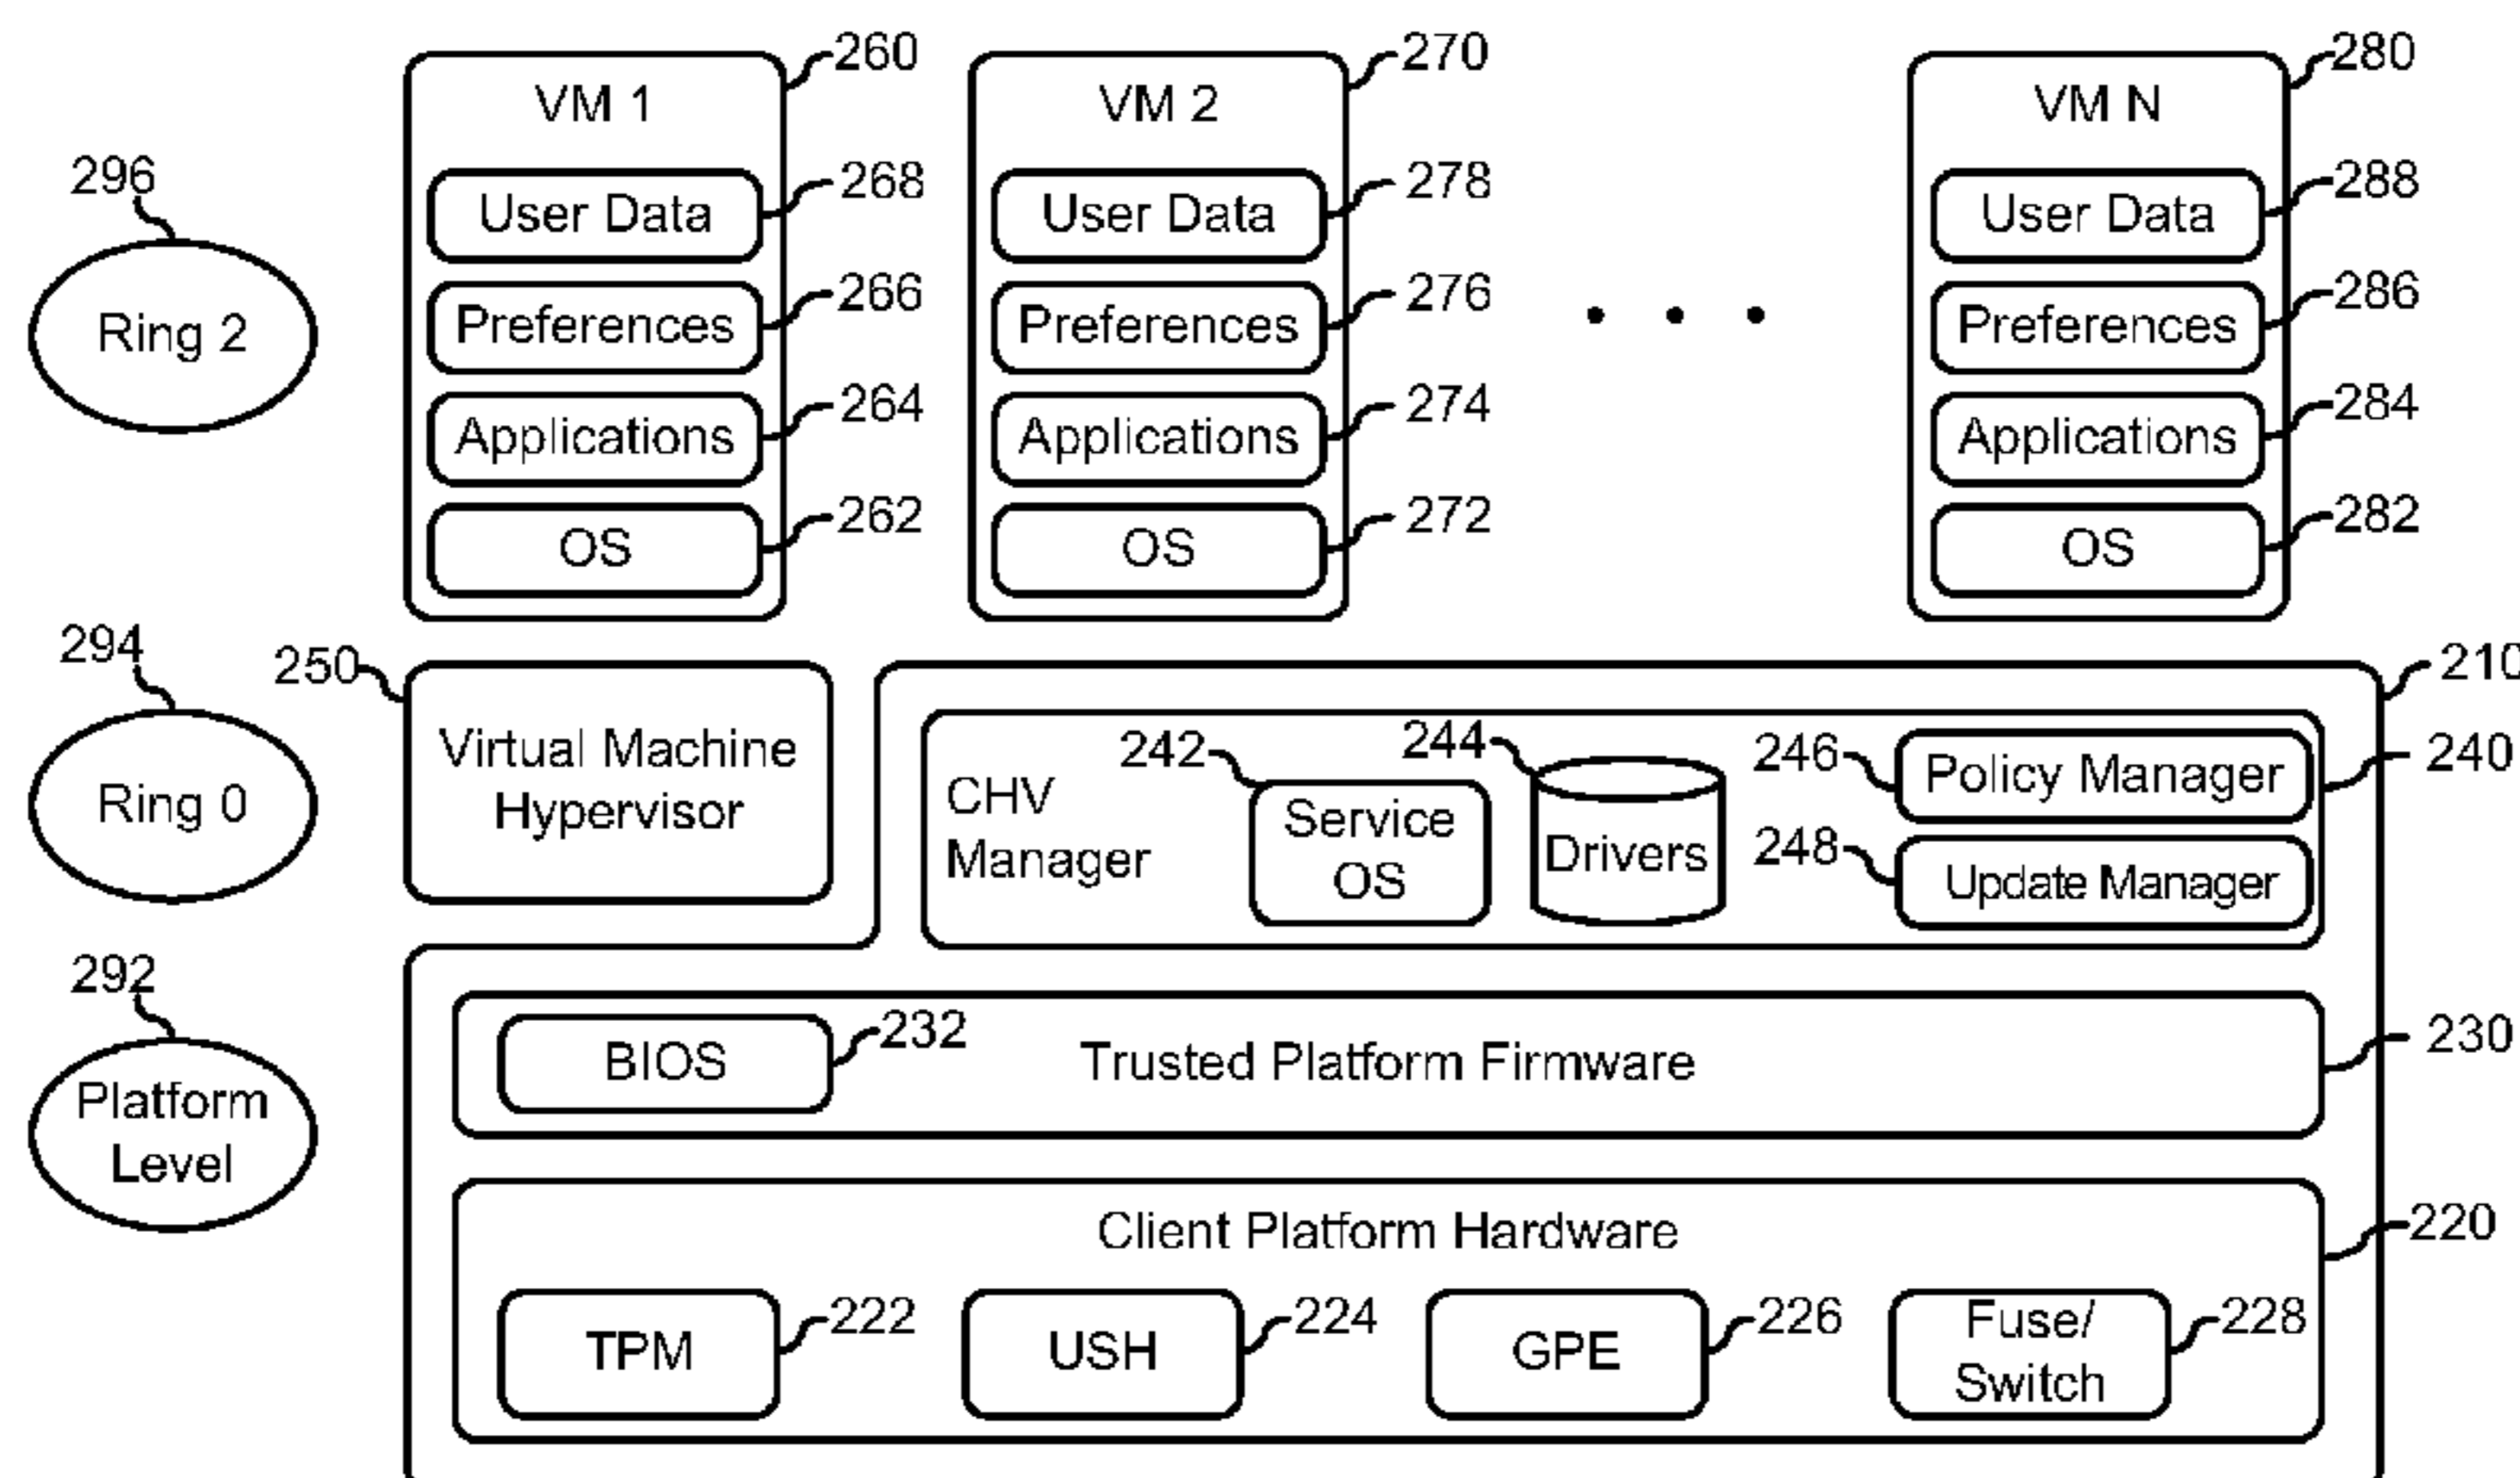 260
270
280
VM 1
VM 2
VM N
296
268
278
288
User Data
User Data
User Data
266
276
286
Ring 2
Preferences
Preferences
Preferences
264
274
284
Applications
Applications
Applications
262
272
282
OS
OS
OS
294
250
210
Virtual Machine
Hypervisor
242
244
246
Policy Manager
240
Ring 0
CHV
Manager
Service
OS
Drivers
248
Update Manager
292
232
230
BIOS
Trusted Platform Firmware
Platform
Level
Client Platform Hardware
220
TPM
222
USH
224
GPE
226
Fuse/
Switch
228